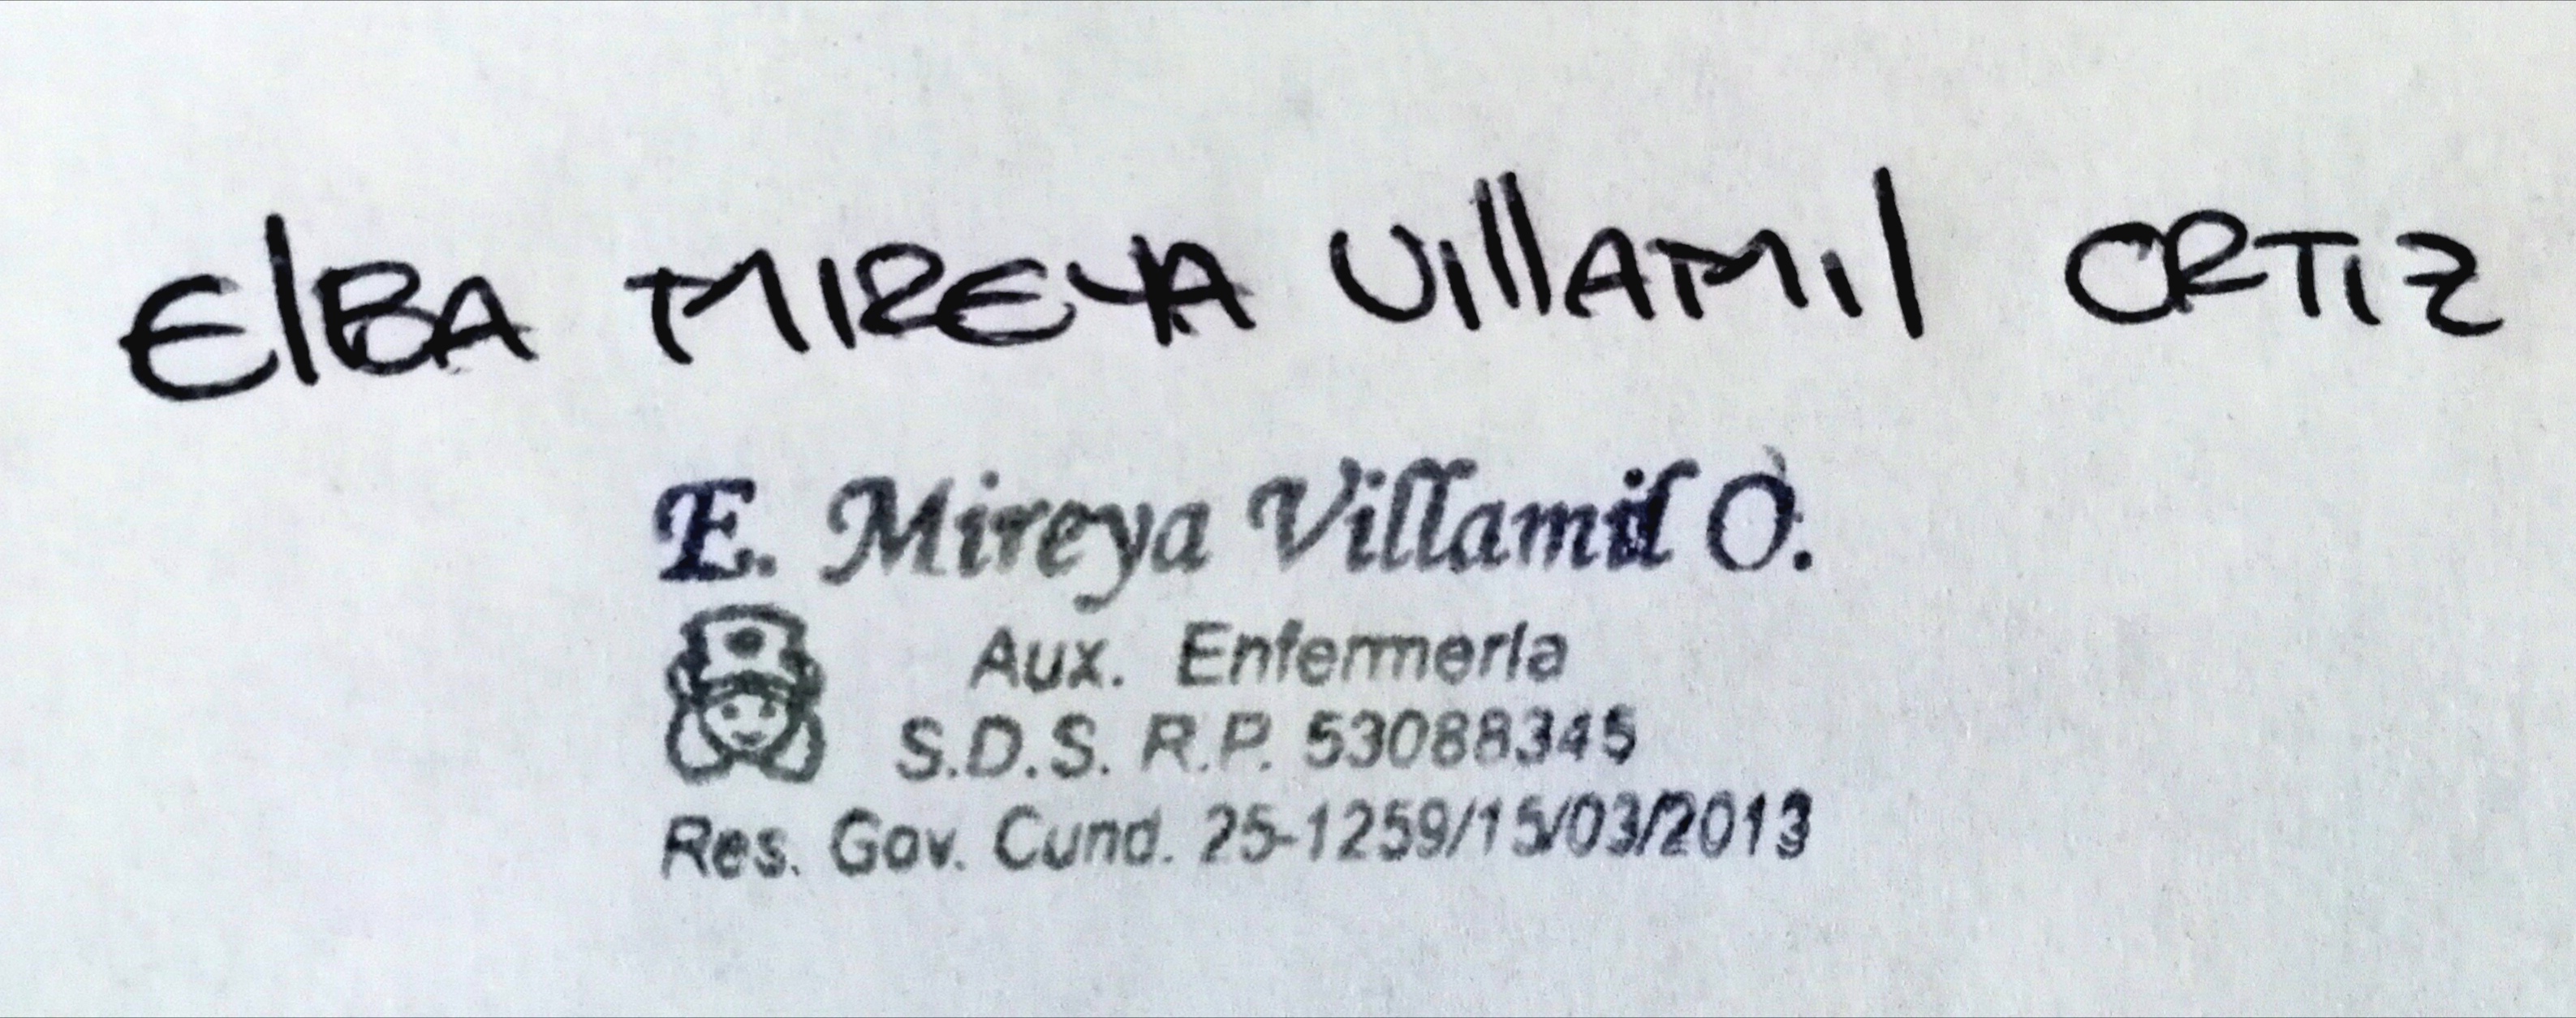 ElBA MIREYA VillAMil ORTIZ
E. Mireya Villamil O.
Aux. Enfermería
S.D.S. R.P. 53088345
Res. Gov. Cund. 25-1259/15/03/2013